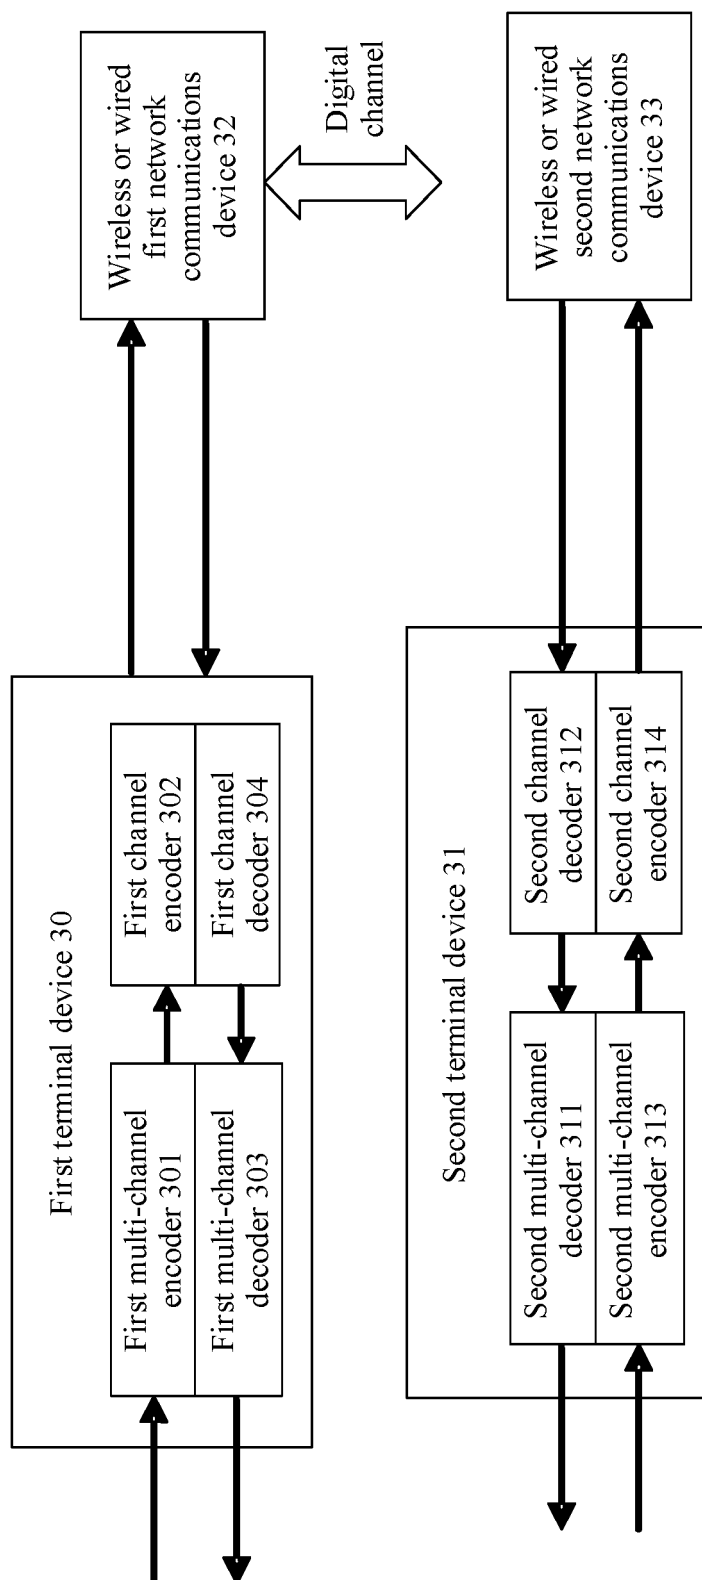 First terminal device 30
First multi-channel
encoder 301
First channel
encoder 302
First multi-channel
decoder 303
First channel
decoder 304
Wireless or wired
first network
communications
device 32
Digital
channel
Second terminal device 31
Second multi-channel
decoder 311
Second channel
decoder 312
Second multi-channel
encoder 313
Second channel
encoder 314
Wireless or wired
second network
communications
device 33